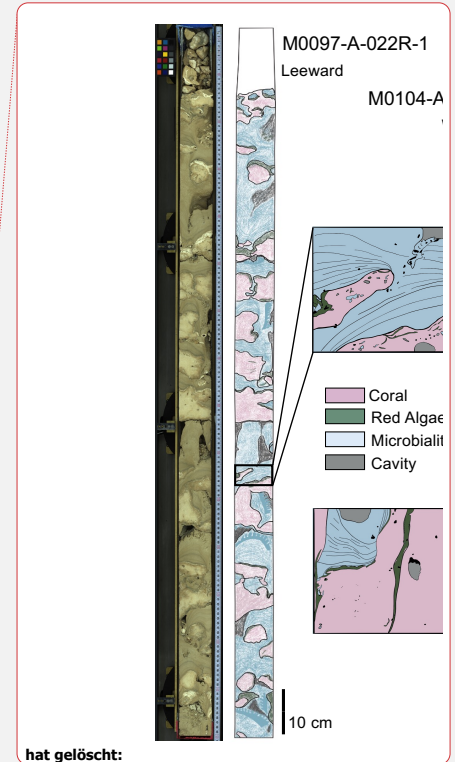 M0097-A-022R-1
Leeward
M0104-A
Coral
Red Algae
Microbialit
Cavity
10 cm
hat gelöscht: